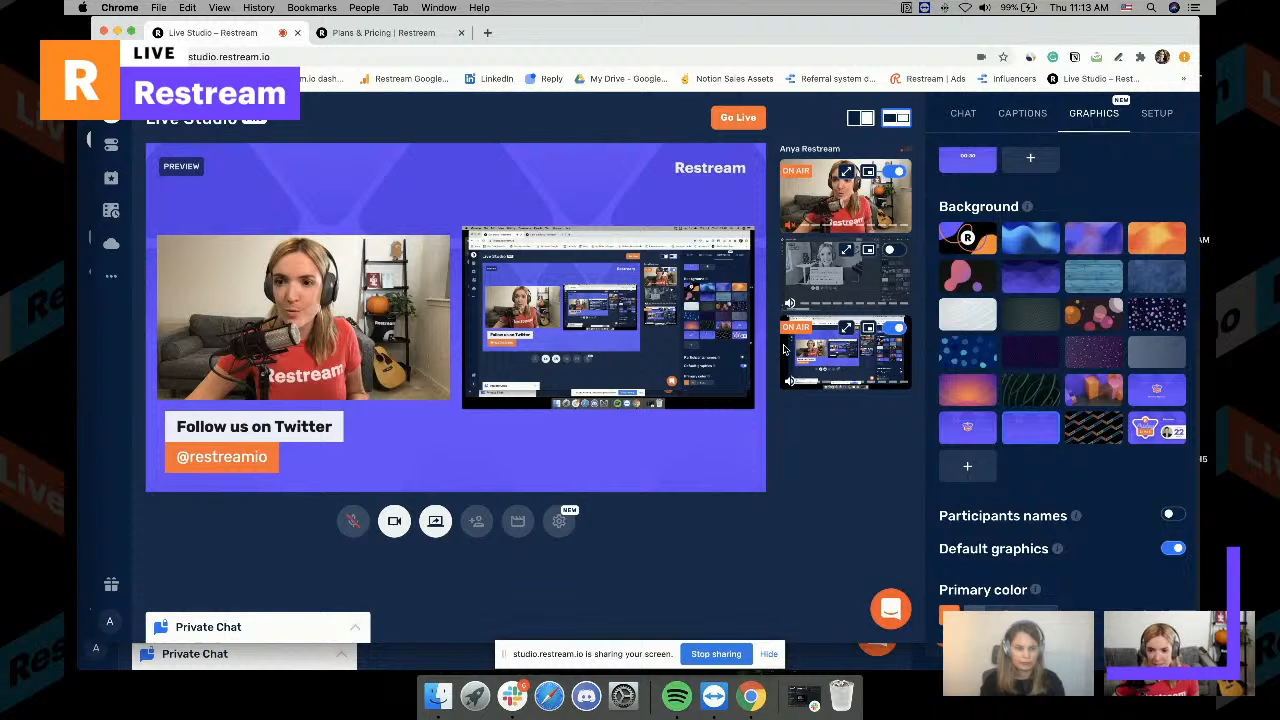 Chrome File Edit View History Bookmarks People Tab Window Help 99% Thu 11:13 AM
Live Studio – Restream
Plans & Pricing | Restream
LIVE
R
Restream
studio.restream.io
Restream Google...
LinkedIn
Reply
My Drive – Google...
Notion Sales Assets
Referral system d...
Restream | Ads
Influencers
Live Studio – Rest...
Live Studio
Go Live
CHAT CAPTIONS GRAPHICS SETUP
NEW
PREVIEW
Restream
Anya Restream
ON AIR
ON AIR
Follow us on Twitter
@restreamio
NEW
00:30
Background
R
22
Participants names
Default graphics
Primary color
Private Chat
Private Chat
A
A
studio.restream.io is sharing your screen.
Stop sharing
Hide
6